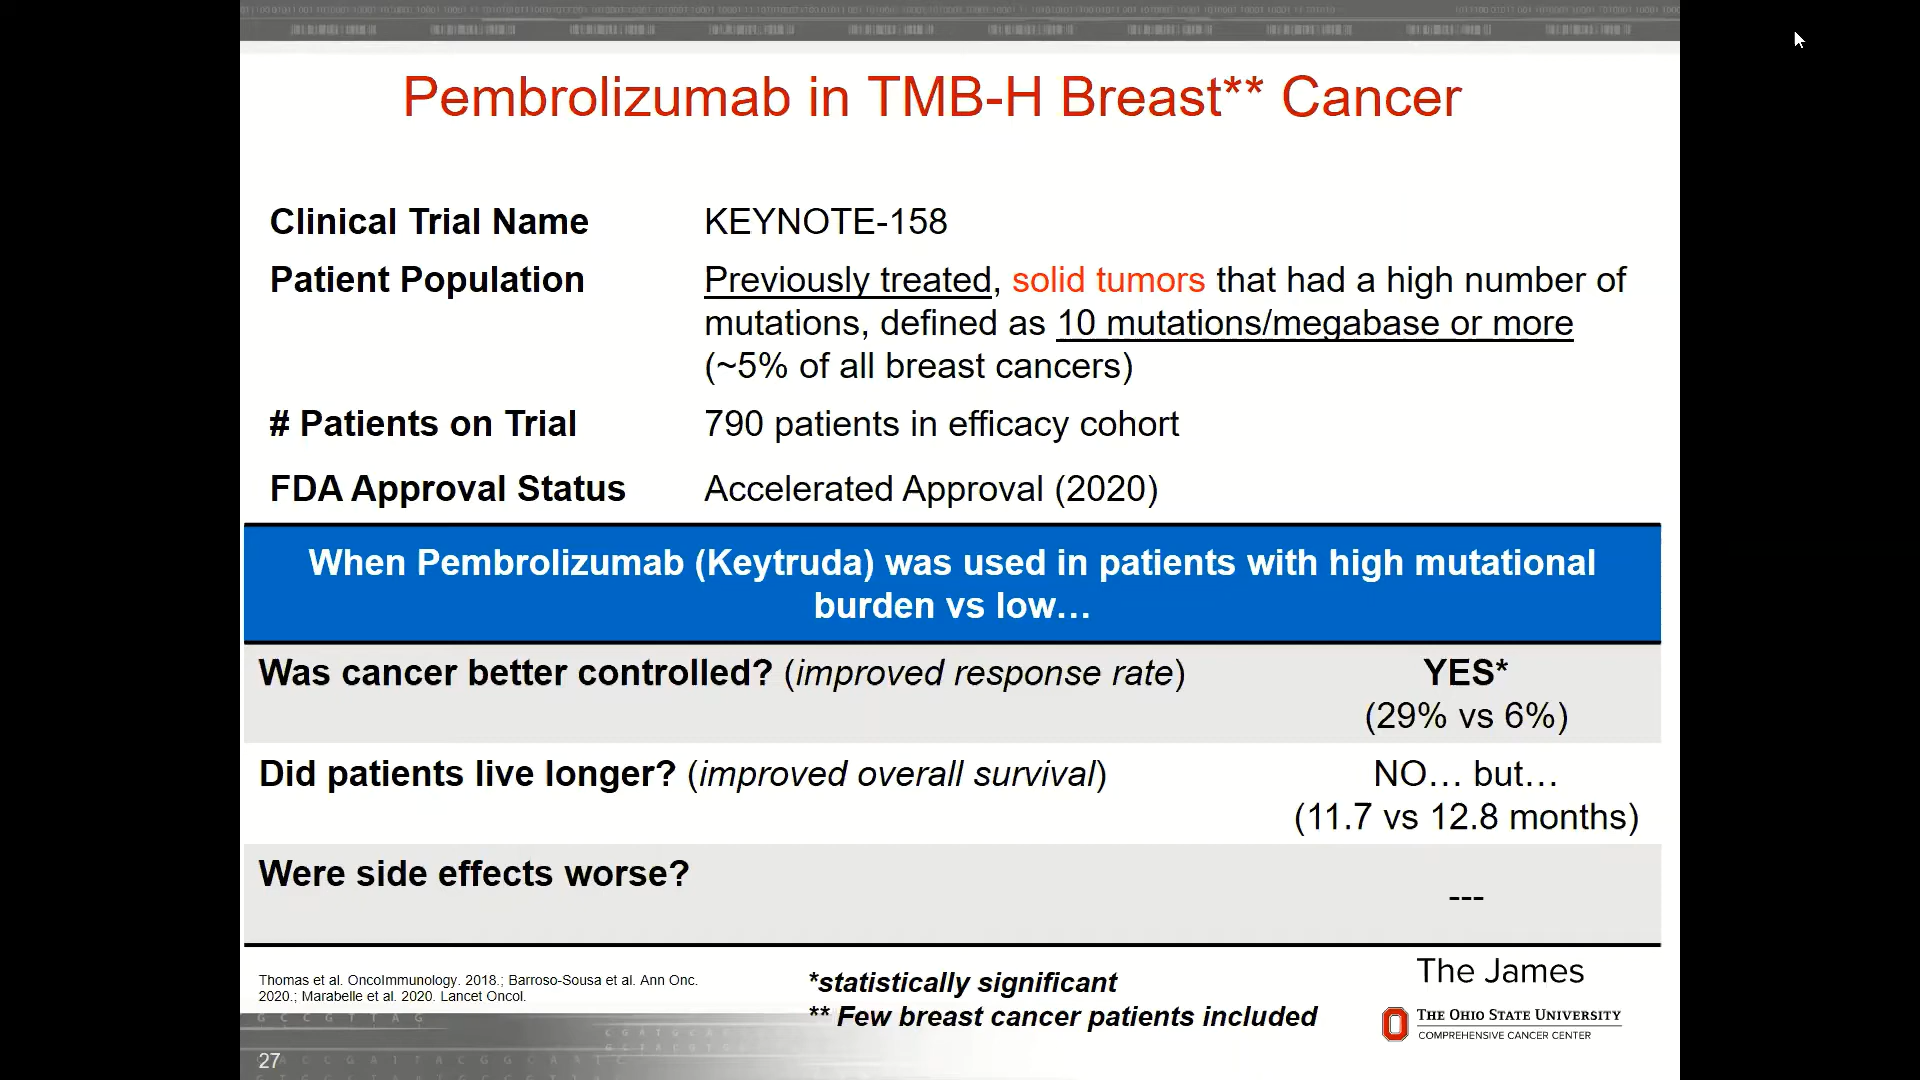 Pembrolizumab in TMB-H Breast** Cancer
Clinical Trial Name KEYNOTE-158
Patient Population Previously treated, solid tumors that had a high number of
mutations, defined as 10 mutations/megabase or more
(~5% of all breast cancers)
# Patients on Trial 790 patients in efficacy cohort
FDA Approval Status Accelerated Approval (2020)
When Pembrolizumab (Keytruda) was used in patients with high mutational
burden vs low…
Was cancer better controlled? (improved response rate) YES*
(29% vs 6%)
Did patients live longer? (improved overall survival) NO… but…
(11.7 vs 12.8 months)
Were side effects worse?
---
Thomas et al. OncoImmunology. 2018.; Barroso-Sousa et al. Ann Onc.
2020.; Marabelle et al. 2020. Lancet Oncol.
*statistically significant
** Few breast cancer patients included
The James
THE OHIO STATE UNIVERSITY
COMPREHENSIVE CANCER CENTER
G C C G T T A G
27